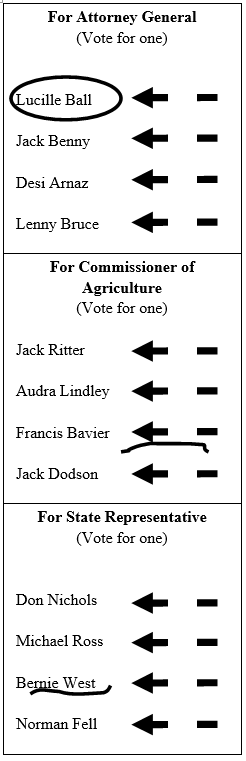 For Attorney General
(Vote for one)
Lucille Ball
Jack Benny
Desi Arnaz
Lenny Bruce
For Commissioner of
Agriculture
(Vote for one)
Jack Ritter
Audra Lindley
Francis Bavier
Jack Dodson
For State Representative
(Vote for one)
Don Nichols
Michael Ross
Bernie West
Norman Fell